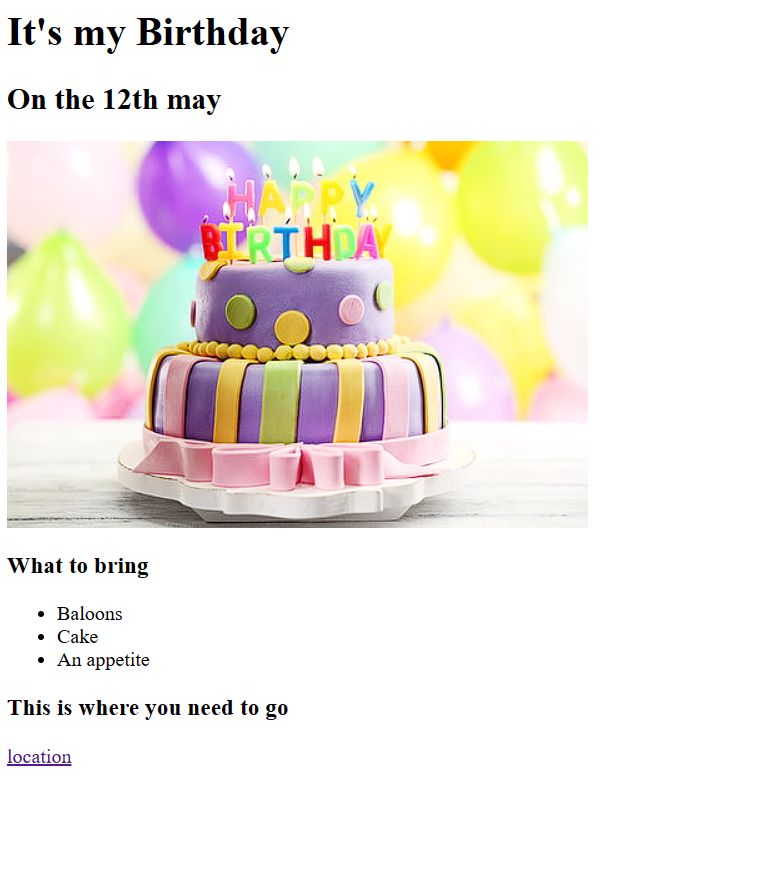 It's my Birthday
On the 12th may
HAPPY
BIRTHDAY
What to bring
Baloons
Cake
An appetite
This is where you need to go
location